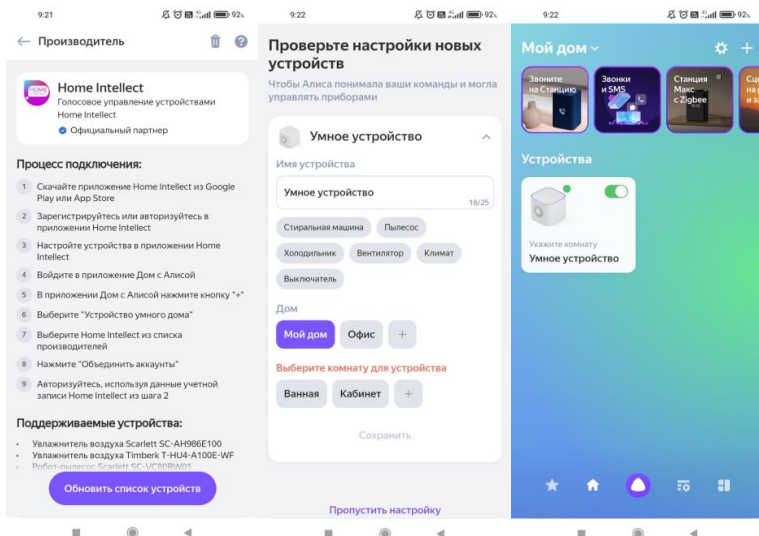 9:21
92%
Производитель
Home Intellect
Голосовое управление устройствами
Home Intellect
Официальный партнер
Процесс подключения:
1 Скачайте приложение Home Intellect из Google
Play или App Store
2 Зарегистрируйтесь или авторизуйтесь в
приложении Home Intellect
3 Настройте устройства в приложении Home
Intellect
4 Войдите в приложение Дом с Алисой
5 В приложении Дом с Алисой нажмите кнопку "+"
6 Выберите "Устройство умного дома"
7 Выберите Home Intellect из списка
производителей
8 Нажмите "Объединить аккаунты"
9 Авторизуйтесь, используя данные учетной
записи Home Intellect из шага 2
Поддерживаемые устройства:
Увлажнитель воздуха Scarlett SC-AH986E100
Увлажнитель воздуха Timberk T-HU4-A100E-WF
Робот-пылесос Scarlett SC-VC80RW01
Обновить список устройств
9:22
92%
Проверьте настройки новых
устройств
Чтобы Алиса понимала ваши команды и могла
управлять приборами
Умное устройство
Имя устройства
Умное устройство
16/25
Стиральная машина Пылесос
Холодильник Вентилятор Климат
Выключатель
Дом
Мой дом Офис +
Выберите комнату для устройства
Ванная Кабинет +
Сохранить
Пропустить настройку
9:22
92%
Мой дом
Звоните
на Станцию
Звонки
и SMS
Станция
Макс
с Zigbee
Сце
на р
и за
Устройства
Укажите комнату
Умное устройство